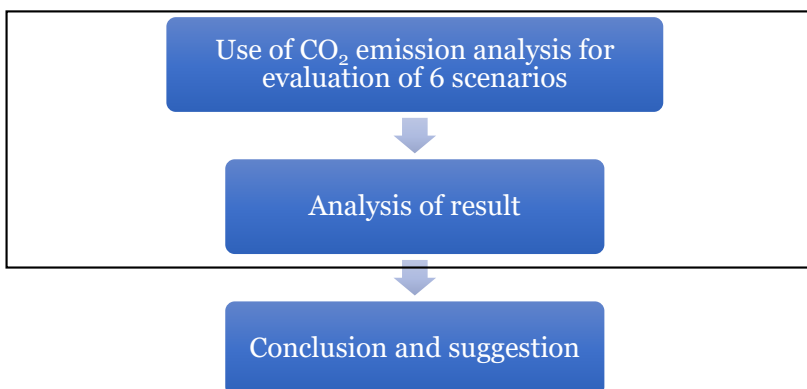 Use of CO₂ emission analysis for
evaluation of 6 scenarios
Analysis of result
Conclusion and suggestion